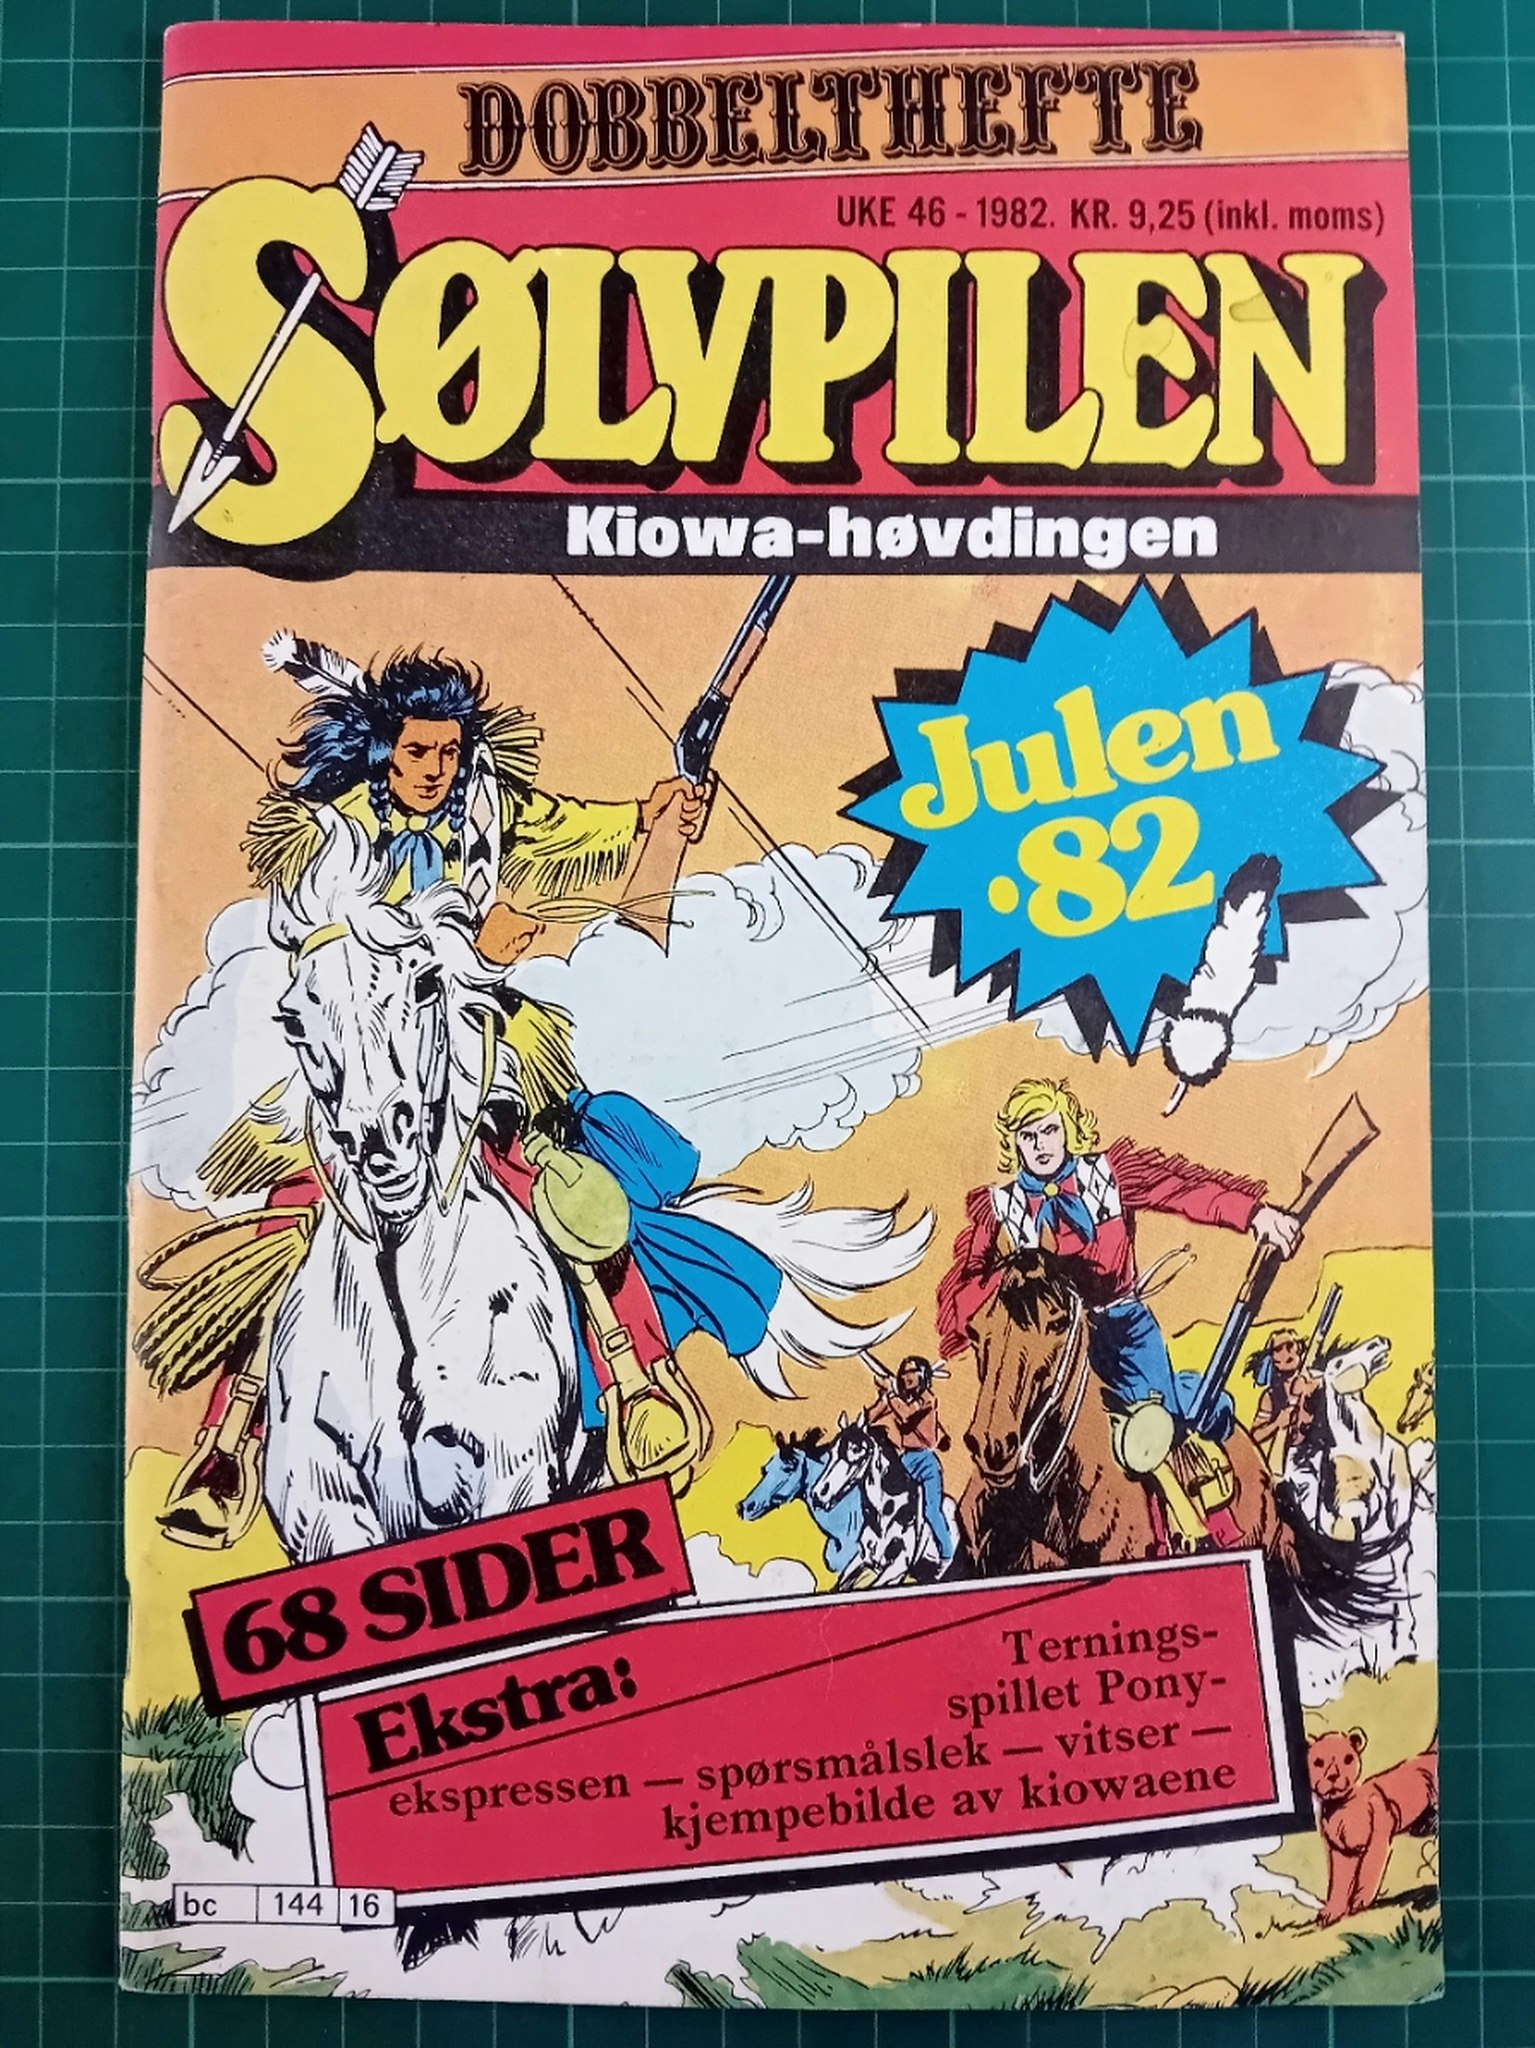 DOBBELTHEFTE
UKE 46 - 1982. KR. 9,25 (inkl. moms)
SØLVPILEN
Kiowa-høvdingen
Julen
·82
68 SIDER
Ekstra:
Ternings-
spillet Pony-
ekspressen — spørsmålslek — vitser —
kjempebilde av kiowaene
bc 144 16